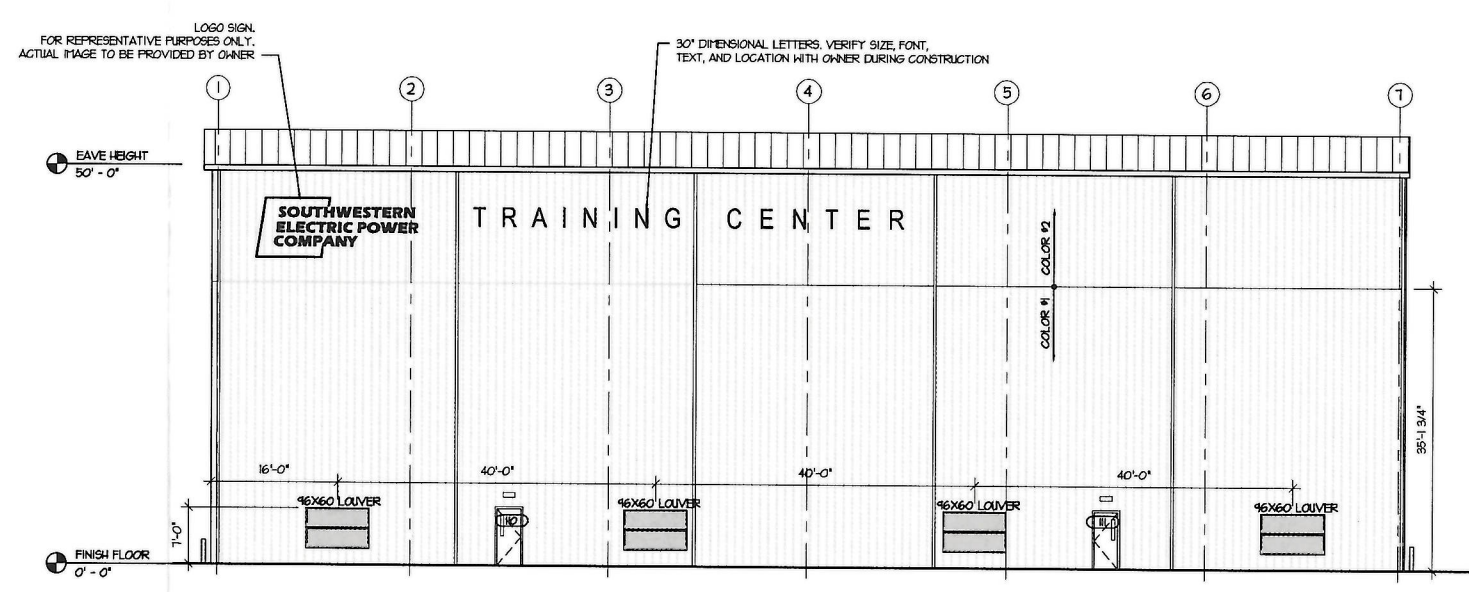 LOGO SIGN.
FOR REPRESENTATIVE PURPOSES ONLY.
ACTUAL IMAGE TO BE PROVIDED BY OWNER
30" DIMENSIONAL LETTERS. VERIFY SIZE, FONT,
TEXT, AND LOCATION WITH OWNER DURING CONSTRUCTION
1 2 3 4 5 6 7
EAVE HEIGHT
50' - 0"
SOUTHWESTERN
ELECTRIC POWER
COMPANY
TRAINING CENTER
COLOR #2
COLOR #1
35'-1 3/4"
16'-0" 40'-0" 40'-0" 40'-0"
96X60 LOUVER 96X60 LOUVER 96X60 LOUVER 96X60 LOUVER
7'-0"
110 111
FINISH FLOOR
0' - 0"